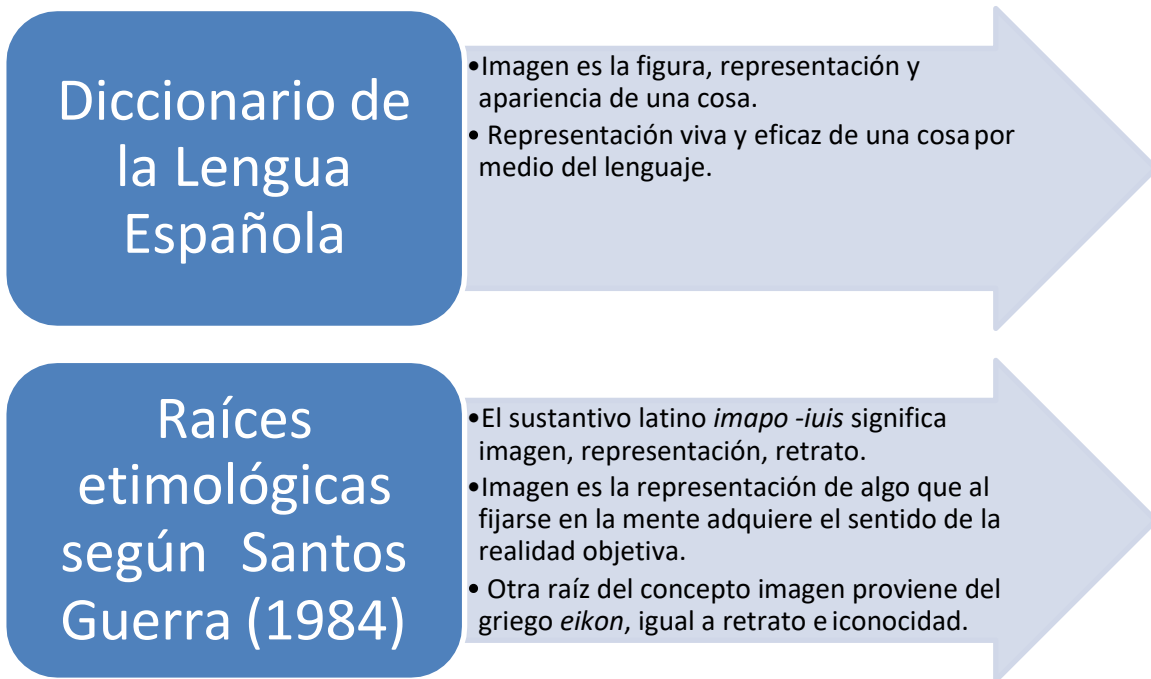 Diccionario de
la Lengua
Española
•Imagen es la figura, representación y
apariencia de una cosa.
• Representación viva y eficaz de una cosa por
medio del lenguaje.
Raíces
etimológicas
según Santos
Guerra (1984)
•El sustantivo latino imapo -iuis significa
imagen, representación, retrato.
•Imagen es la representación de algo que al
fijarse en la mente adquiere el sentido de la
realidad objetiva.
• Otra raíz del concepto imagen proviene del
griego eikon, igual a retrato e iconocidad.